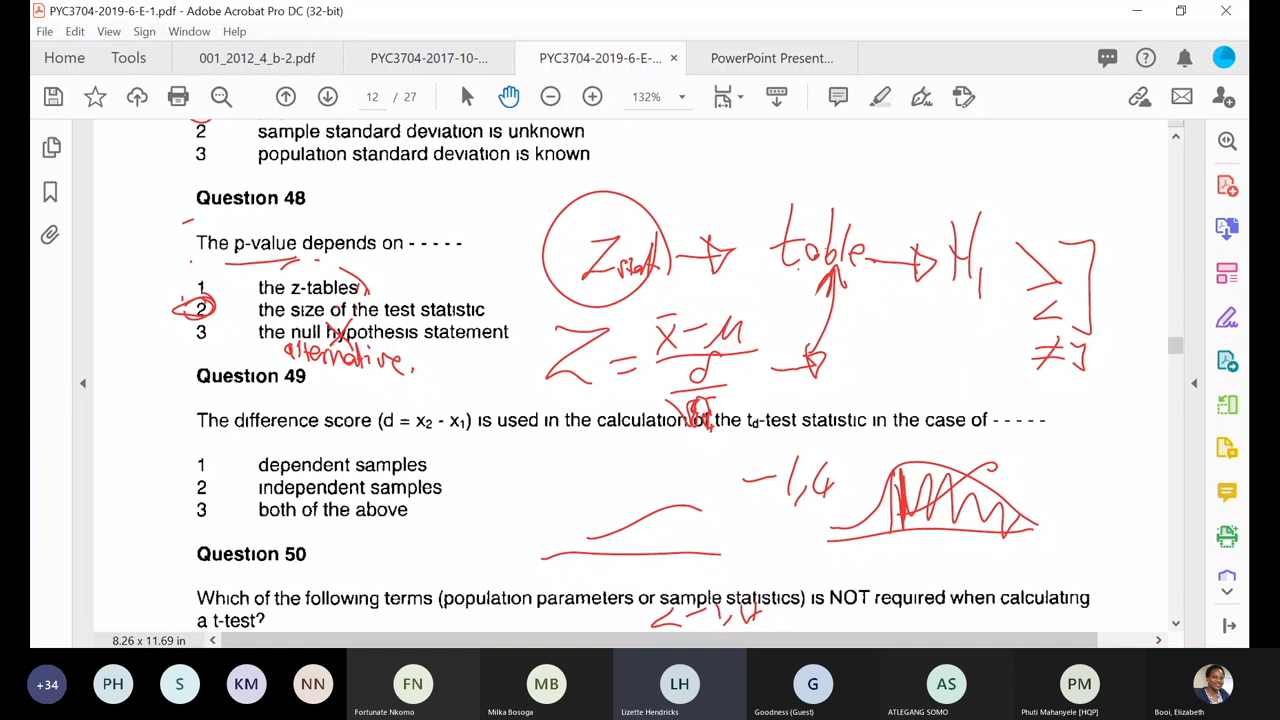 PYC3704-2019-6-E-1.pdf - Adobe Acrobat Pro DC (32-bit)
File Edit View Sign Window Help
Home Tools 001_2012_4_b-2.pdf PYC3704-2017-10-... PYC3704-2019-6-E-... × PowerPoint Present...
12 / 27 132%
2 sample standard deviation is unknown
3 population standard deviation is known
Question 48
The p-value depends on - - - - -
1 the z-tables
2 the size of the test statistic
3 the null hypothesis statement
alternative.
Zstat → table → H1 > < ≠
Z = x̄ - μ
Question 49
The difference score (d = x2 - x1) is used in the calculation of the td-test statistic in the case of - - - - -
1 dependent samples
2 independent samples
3 both of the above
-1,4
Question 50
Which of the following terms (population parameters or sample statistics) is NOT required when calculating
a t-test?
8.26 x 11.69 in
+34 PH S KM NN FN MB LH G AS PM
Fortunate Nkomo Milka Bosoga Lizette Hendricks Goodness (Guest) ATLEGANG SOMO Phuti Mahanyele [HQP] Booi, Elizabeth